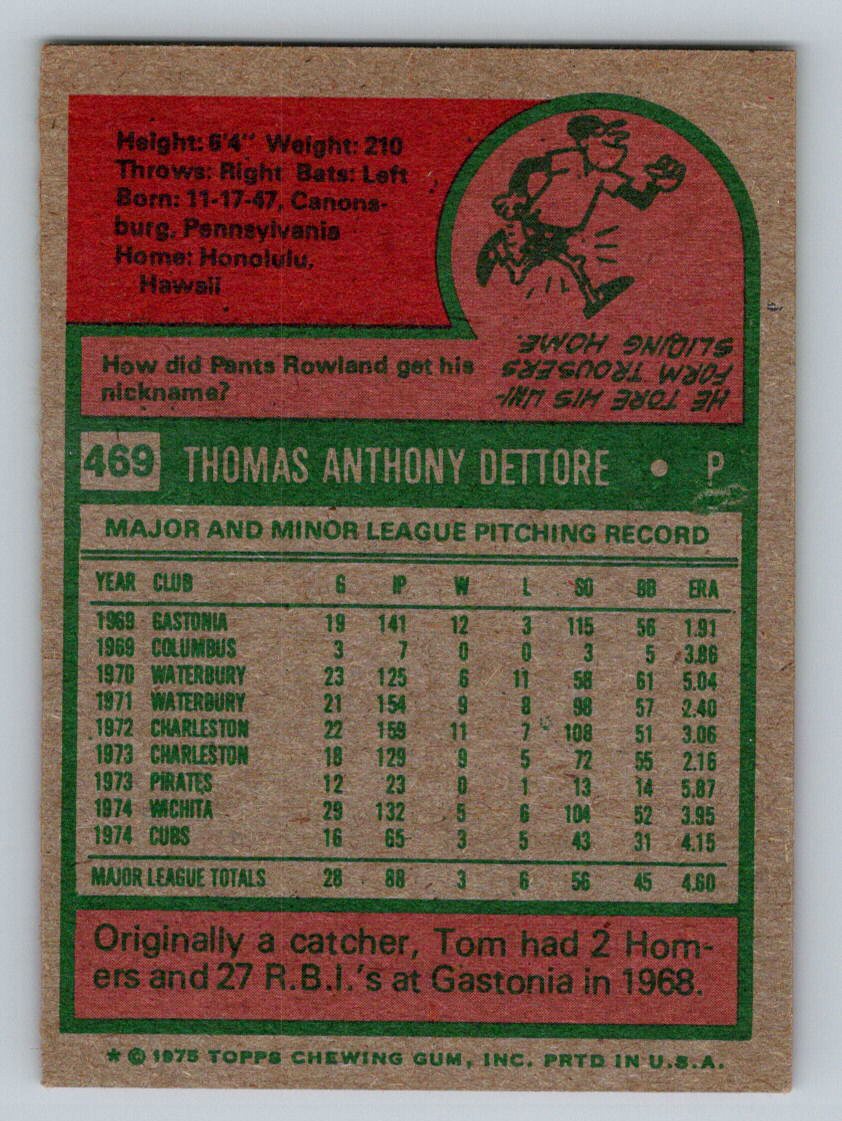 Height: 6'4" Weight: 210
Throws: Right Bats: Left
Born: 11-17-47, Canons-
burg, Pennsylvania
Home: Honolulu,
Hawaii
How did Pants Rowland get his
nickname?
HE TORE HIS UNI-
FORM TROUSERS
SLIDING HOME.
469 THOMAS ANTHONY DETTORE • P
MAJOR AND MINOR LEAGUE PITCHING RECORD
YEAR CLUB G IP W L SO BB ERA
1969 GASTONIA 19 141 12 3 115 56 1.91
1969 COLUMBUS 3 7 0 0 3 5 3.86
1970 WATERBURY 23 125 6 11 58 61 5.04
1971 WATERBURY 21 154 9 8 98 57 2.40
1972 CHARLESTON 22 159 11 7 108 51 3.06
1973 CHARLESTON 18 129 9 5 72 55 2.16
1973 PIRATES 12 23 0 1 13 14 5.87
1974 WICHITA 29 132 5 6 104 52 3.95
1974 CUBS 16 65 3 5 43 31 4.15
MAJOR LEAGUE TOTALS 28 88 3 6 56 45 4.60
Originally a catcher, Tom had 2 Hom-
ers and 27 R.B.I.'s at Gastonia in 1968.
* © 1975 TOPPS CHEWING GUM, INC. PRTD IN U.S.A.